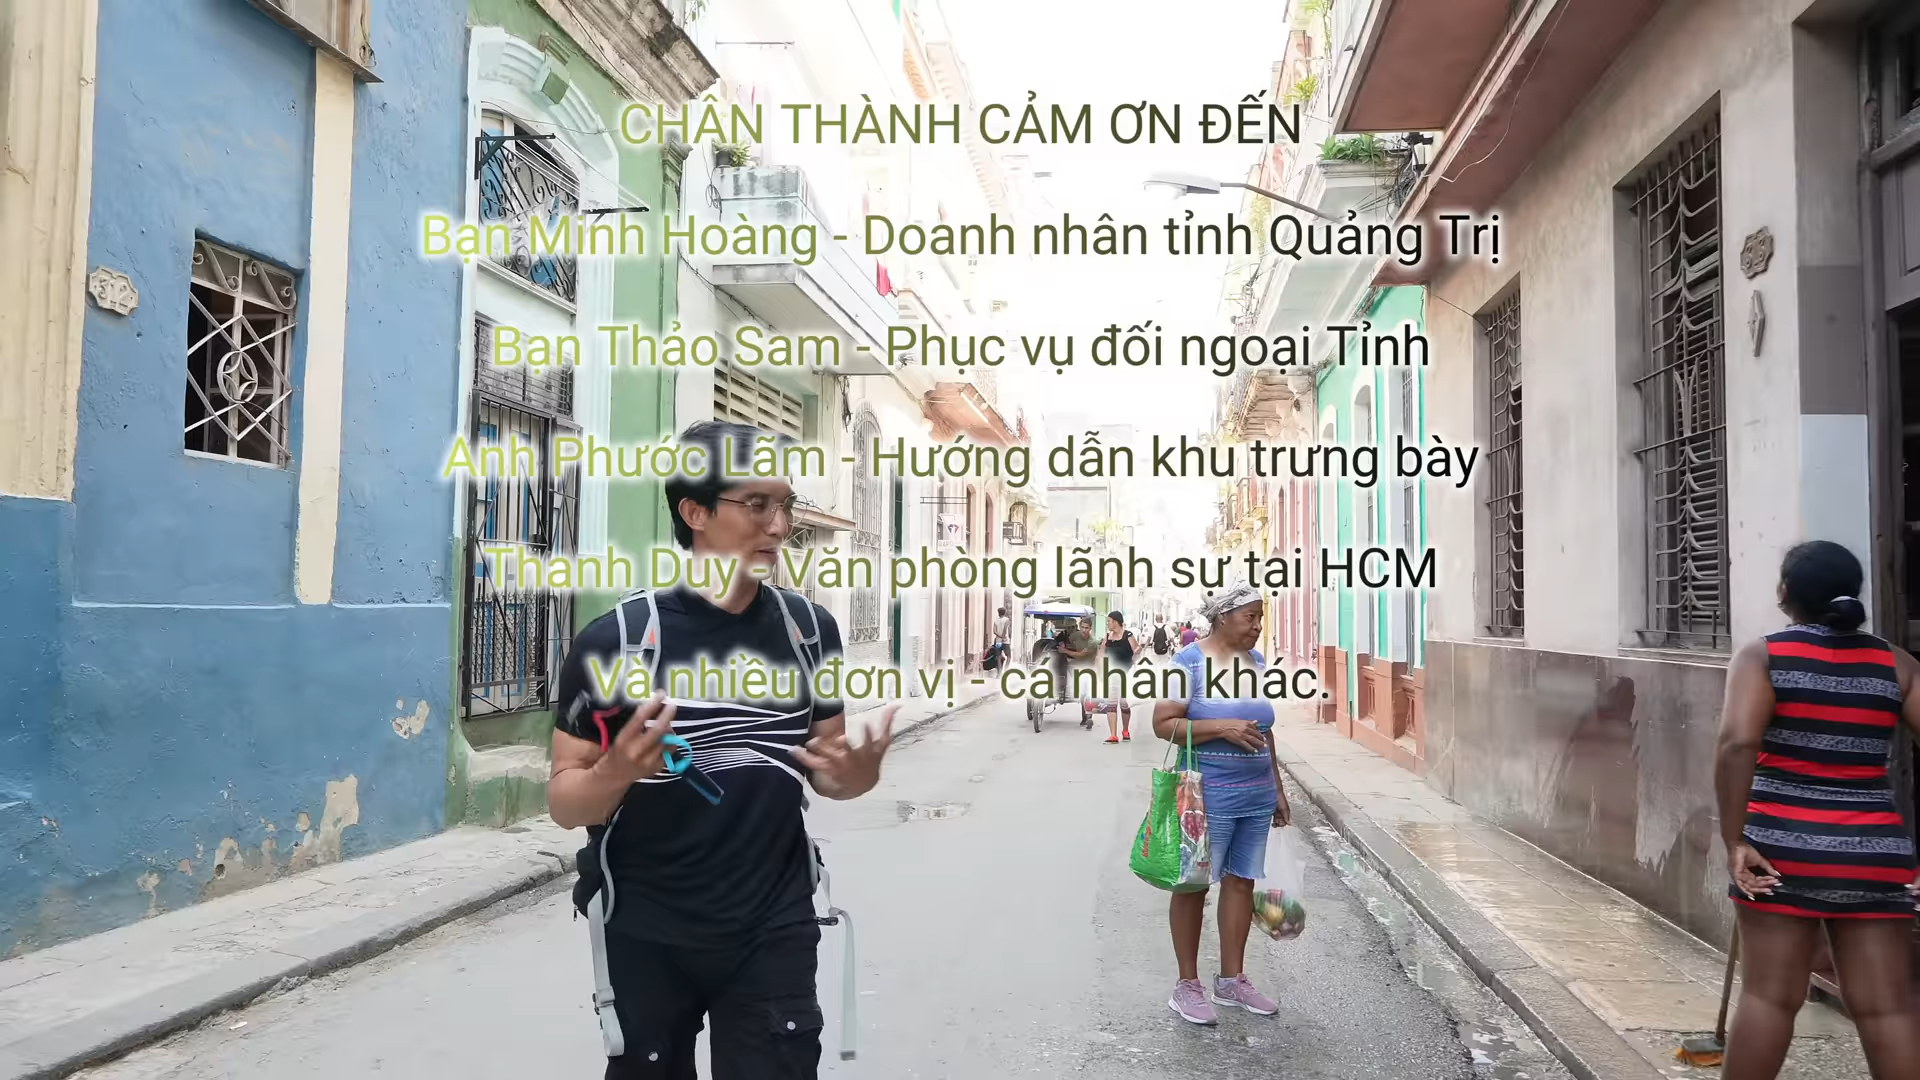 CHÂN THÀNH CẢM ƠN ĐẾN
Bạn Minh Hoàng - Doanh nhân tỉnh Quảng Trị
Bạn Thảo Sam - Phục vụ đối ngoại Tỉnh
Anh Phước Lãm - Hướng dẫn khu trưng bày
Thanh Duy - Văn phòng lãnh sự tại HCM
Và nhiều đơn vị - cá nhân khác.
312